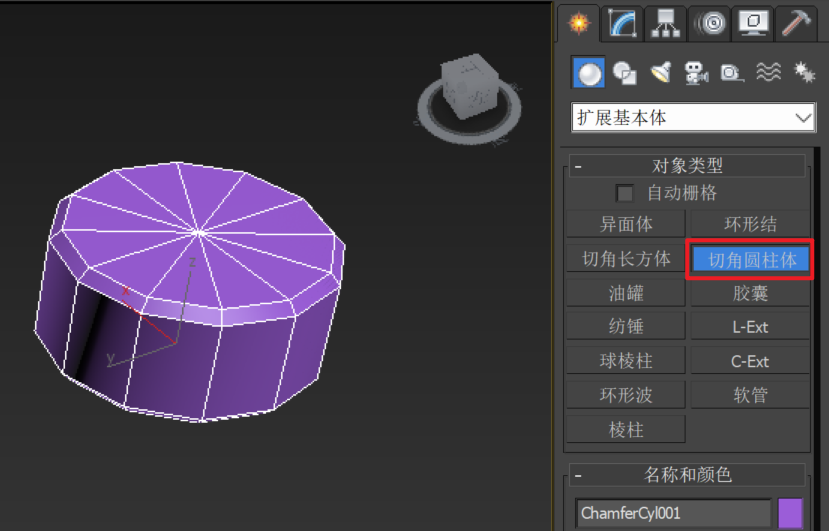 扩展基本体
- 对象类型
自动栅格
异面体 环形结
切角长方体 切角圆柱体
油罐 胶囊
纺锤 L-Ext
球棱柱 C-Ext
环形波 软管
棱柱
- 名称和颜色
ChamferCyl001
z
x
y